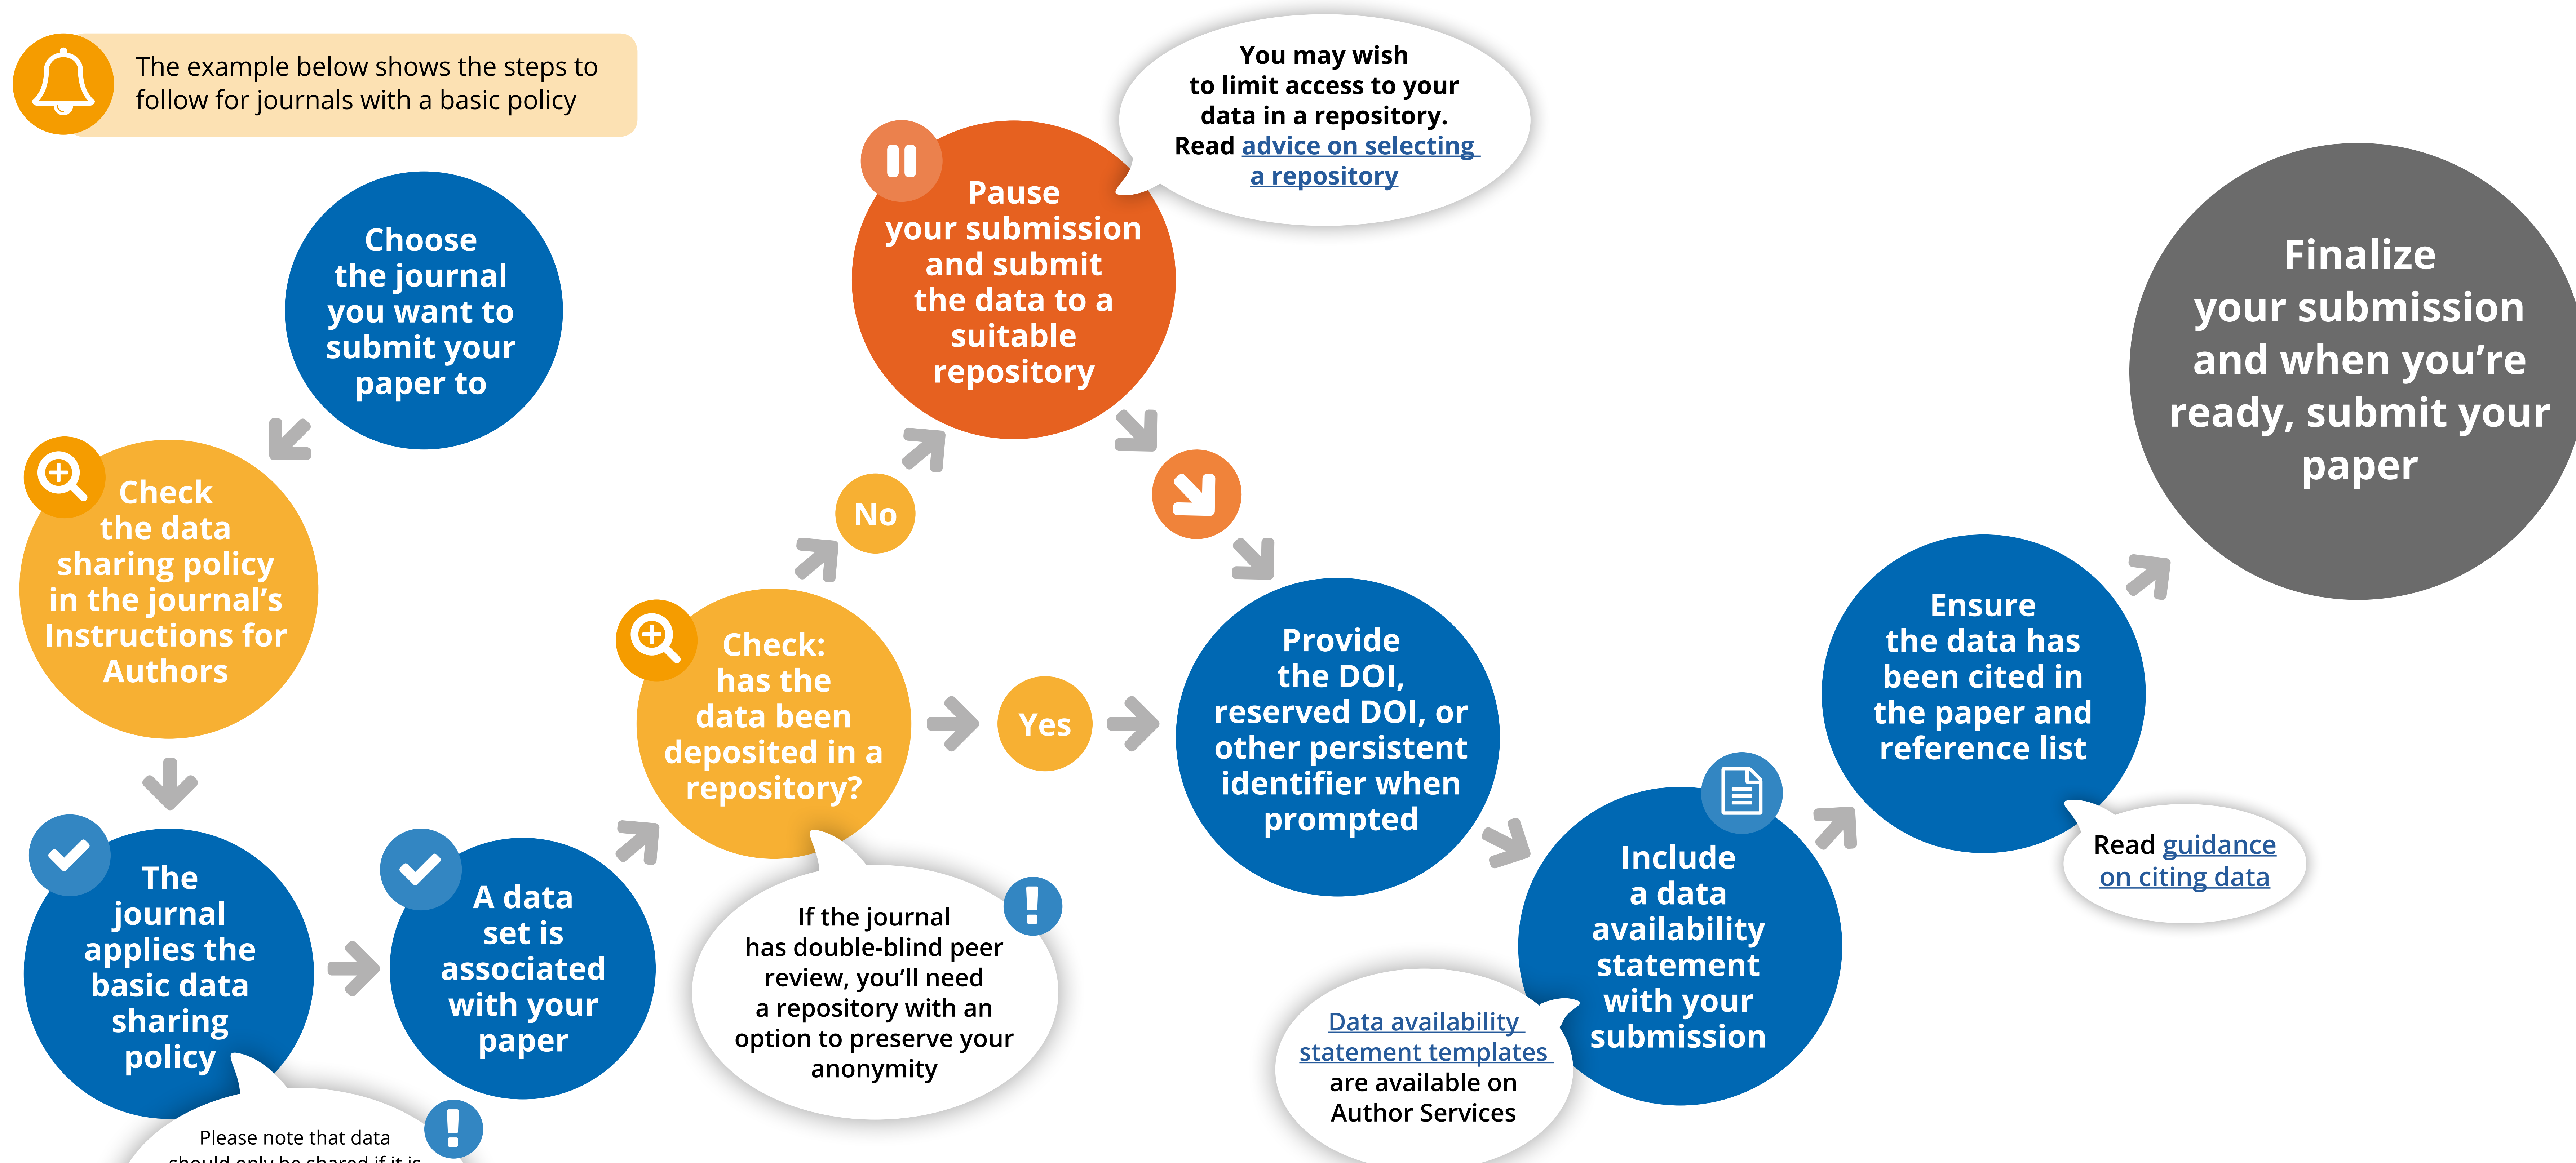 The example below shows the steps to
follow for journals with a basic policy
Choose
the journal
you want to
submit your
paper to
Check
the data
sharing policy
in the journal’s
Instructions for
Authors
The
journal
applies the
basic data
sharing
policy
Please note that data
should only be shared if it is
A data
set is
associated
with your
paper
Check:
has the
data been
deposited in a
repository?
If the journal
has double-blind peer
review, you’ll need
a repository with an
option to preserve your
anonymity
No
Pause
your submission
and submit
the data to a
suitable
repository
You may wish
to limit access to your
data in a repository.
Read advice on selecting
a repository
Yes
Provide
the DOI,
reserved DOI, or
other persistent
identifier when
prompted
Include
a data
availability
statement
with your
submission
Data availability
statement templates
are available on
Author Services
Ensure
the data has
been cited in
the paper and
reference list
Read guidance
on citing data
Finalize
your submission
and when you’re
ready, submit your
paper